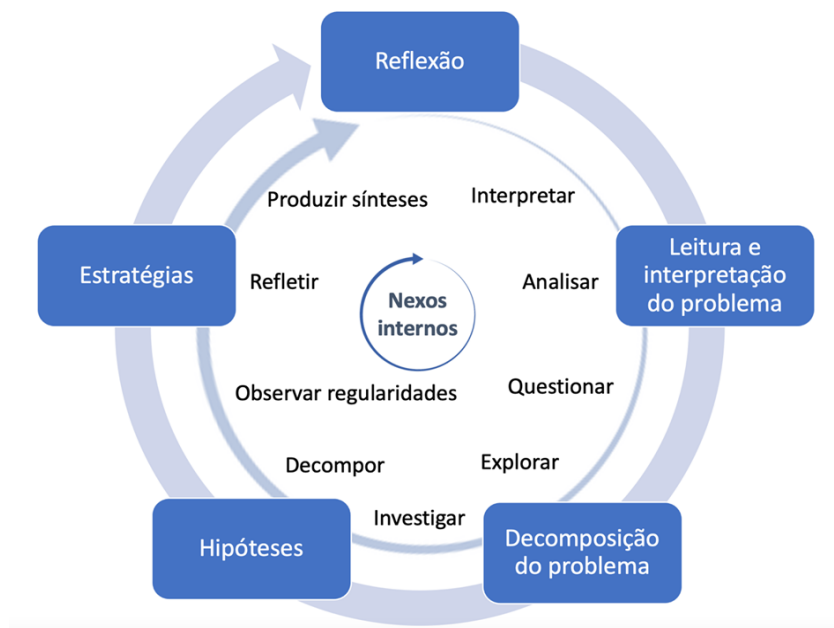 Reflexão
Produzir sínteses
Interpretar
Estratégias
Refletir
Nexos
internos
Analisar
Leitura e
interpretação
do problema
Observar regularidades
Questionar
Decompor
Explorar
Investigar
Hipóteses
Decomposição
do problema